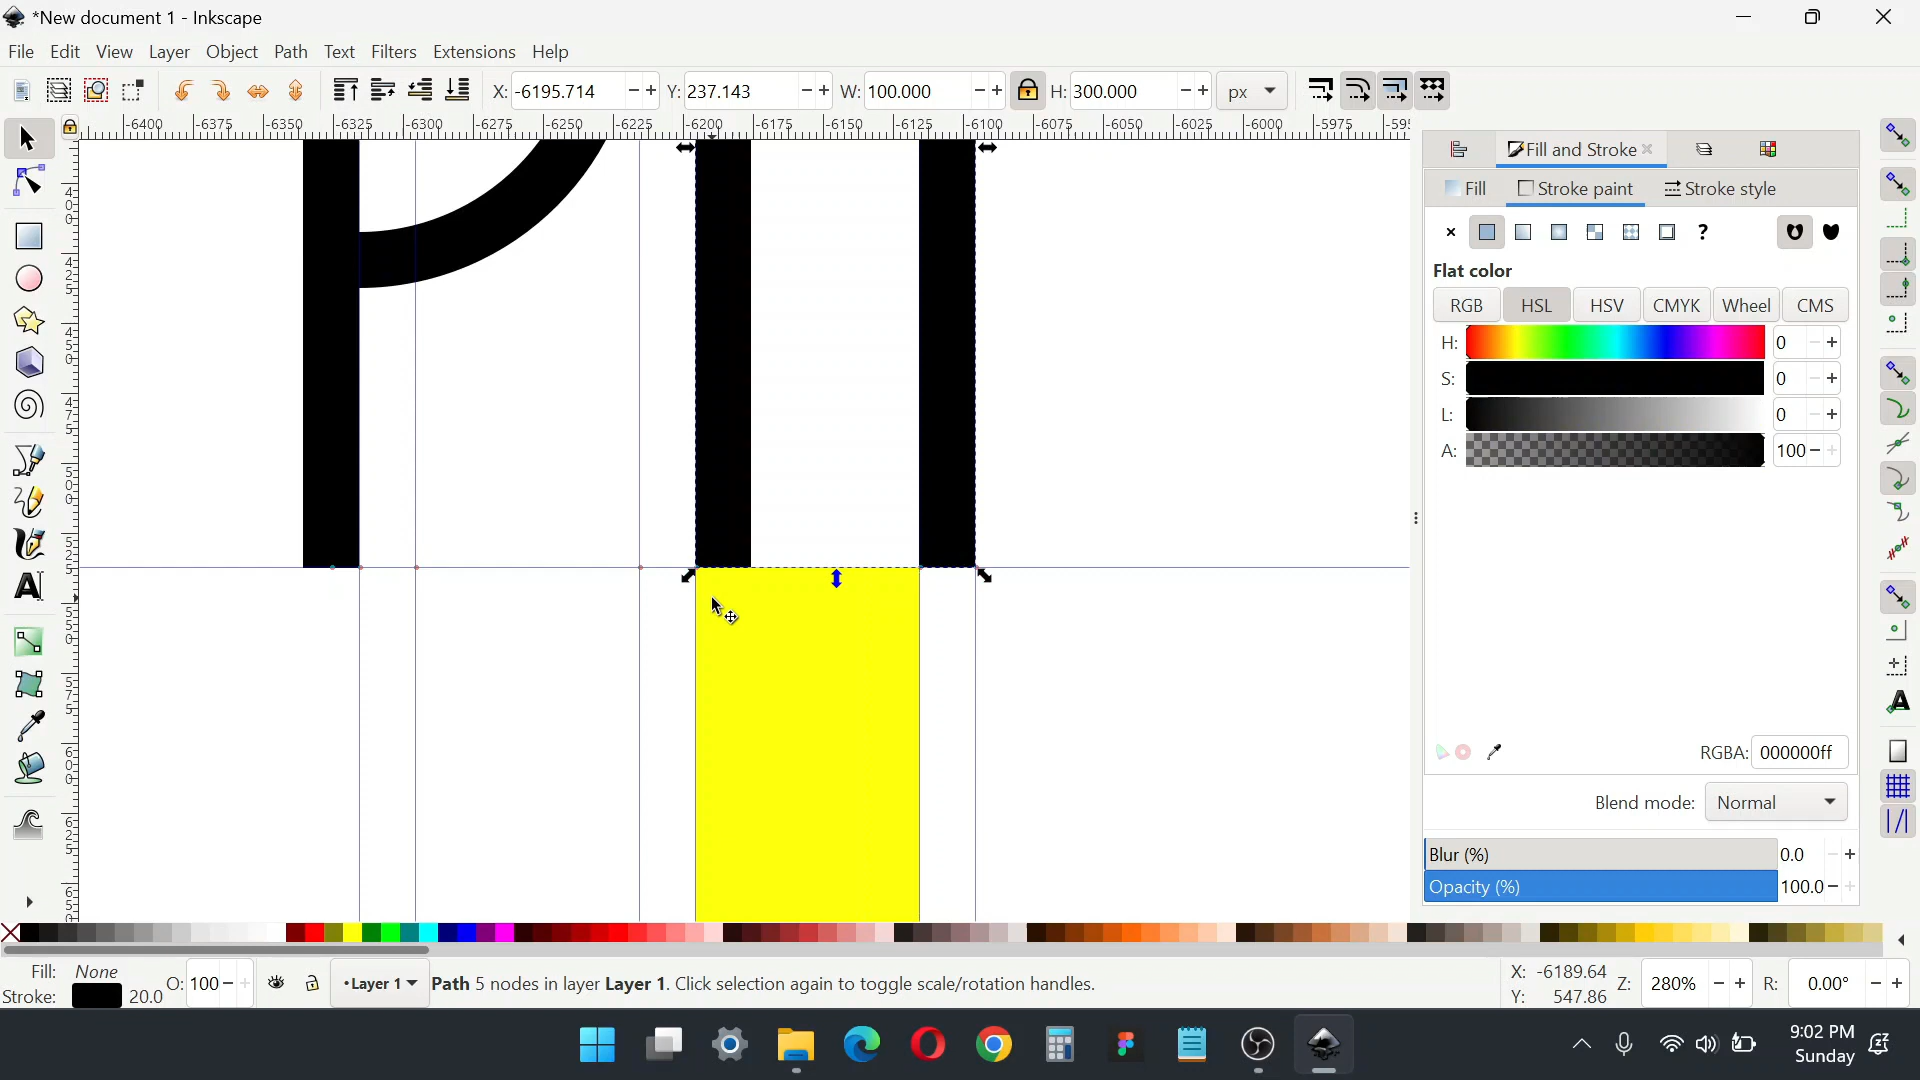 *New document 1 - Inkscape
File Edit View Layer Object Path Text Filters Extensions Help
X: -6195.714 Y: 237.143 W: 100.000 H: 300.000 px
-6400 -6375 -6350 -6325 -6300 -6275 -6250 -6225 -6200 -6175 -6150 -6125 -6100 -6075 -6050 -6025 -6000 -5975
Fill and Stroke
Fill Stroke paint Stroke style
?
Flat color
RGB HSL HSV CMYK Wheel CMS
H: 0
S: 0
L: 0
A: 100
RGBA: 000000ff
Blend mode: Normal
Blur (%) 0.0
Opacity (%) 100.0
Fill: None
Stroke: 20.0
O: 100
•Layer 1
Path 5 nodes in layer Layer 1. Click selection again to toggle scale/rotation handles.
X: -6189.64
Y: 547.86
Z: 280% R: 0.00°
9:02 PM
Sunday